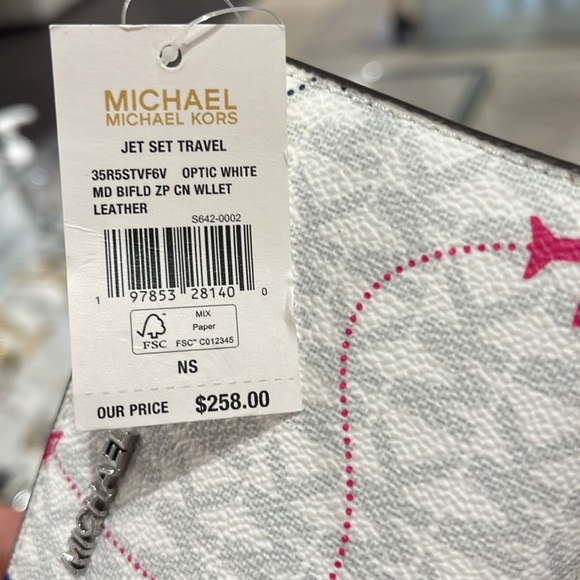 MICHAEL
MICHAEL KORS
JET SET TRAVEL
35R5STVF6V OPTIC WHITE
MD BIFLD ZP CN WLLET
LEATHER
S642-0002
1 97853 28140 0
MIX
Paper
FSC FSC™ C012345
NS
OUR PRICE $258.00
MICHAEL